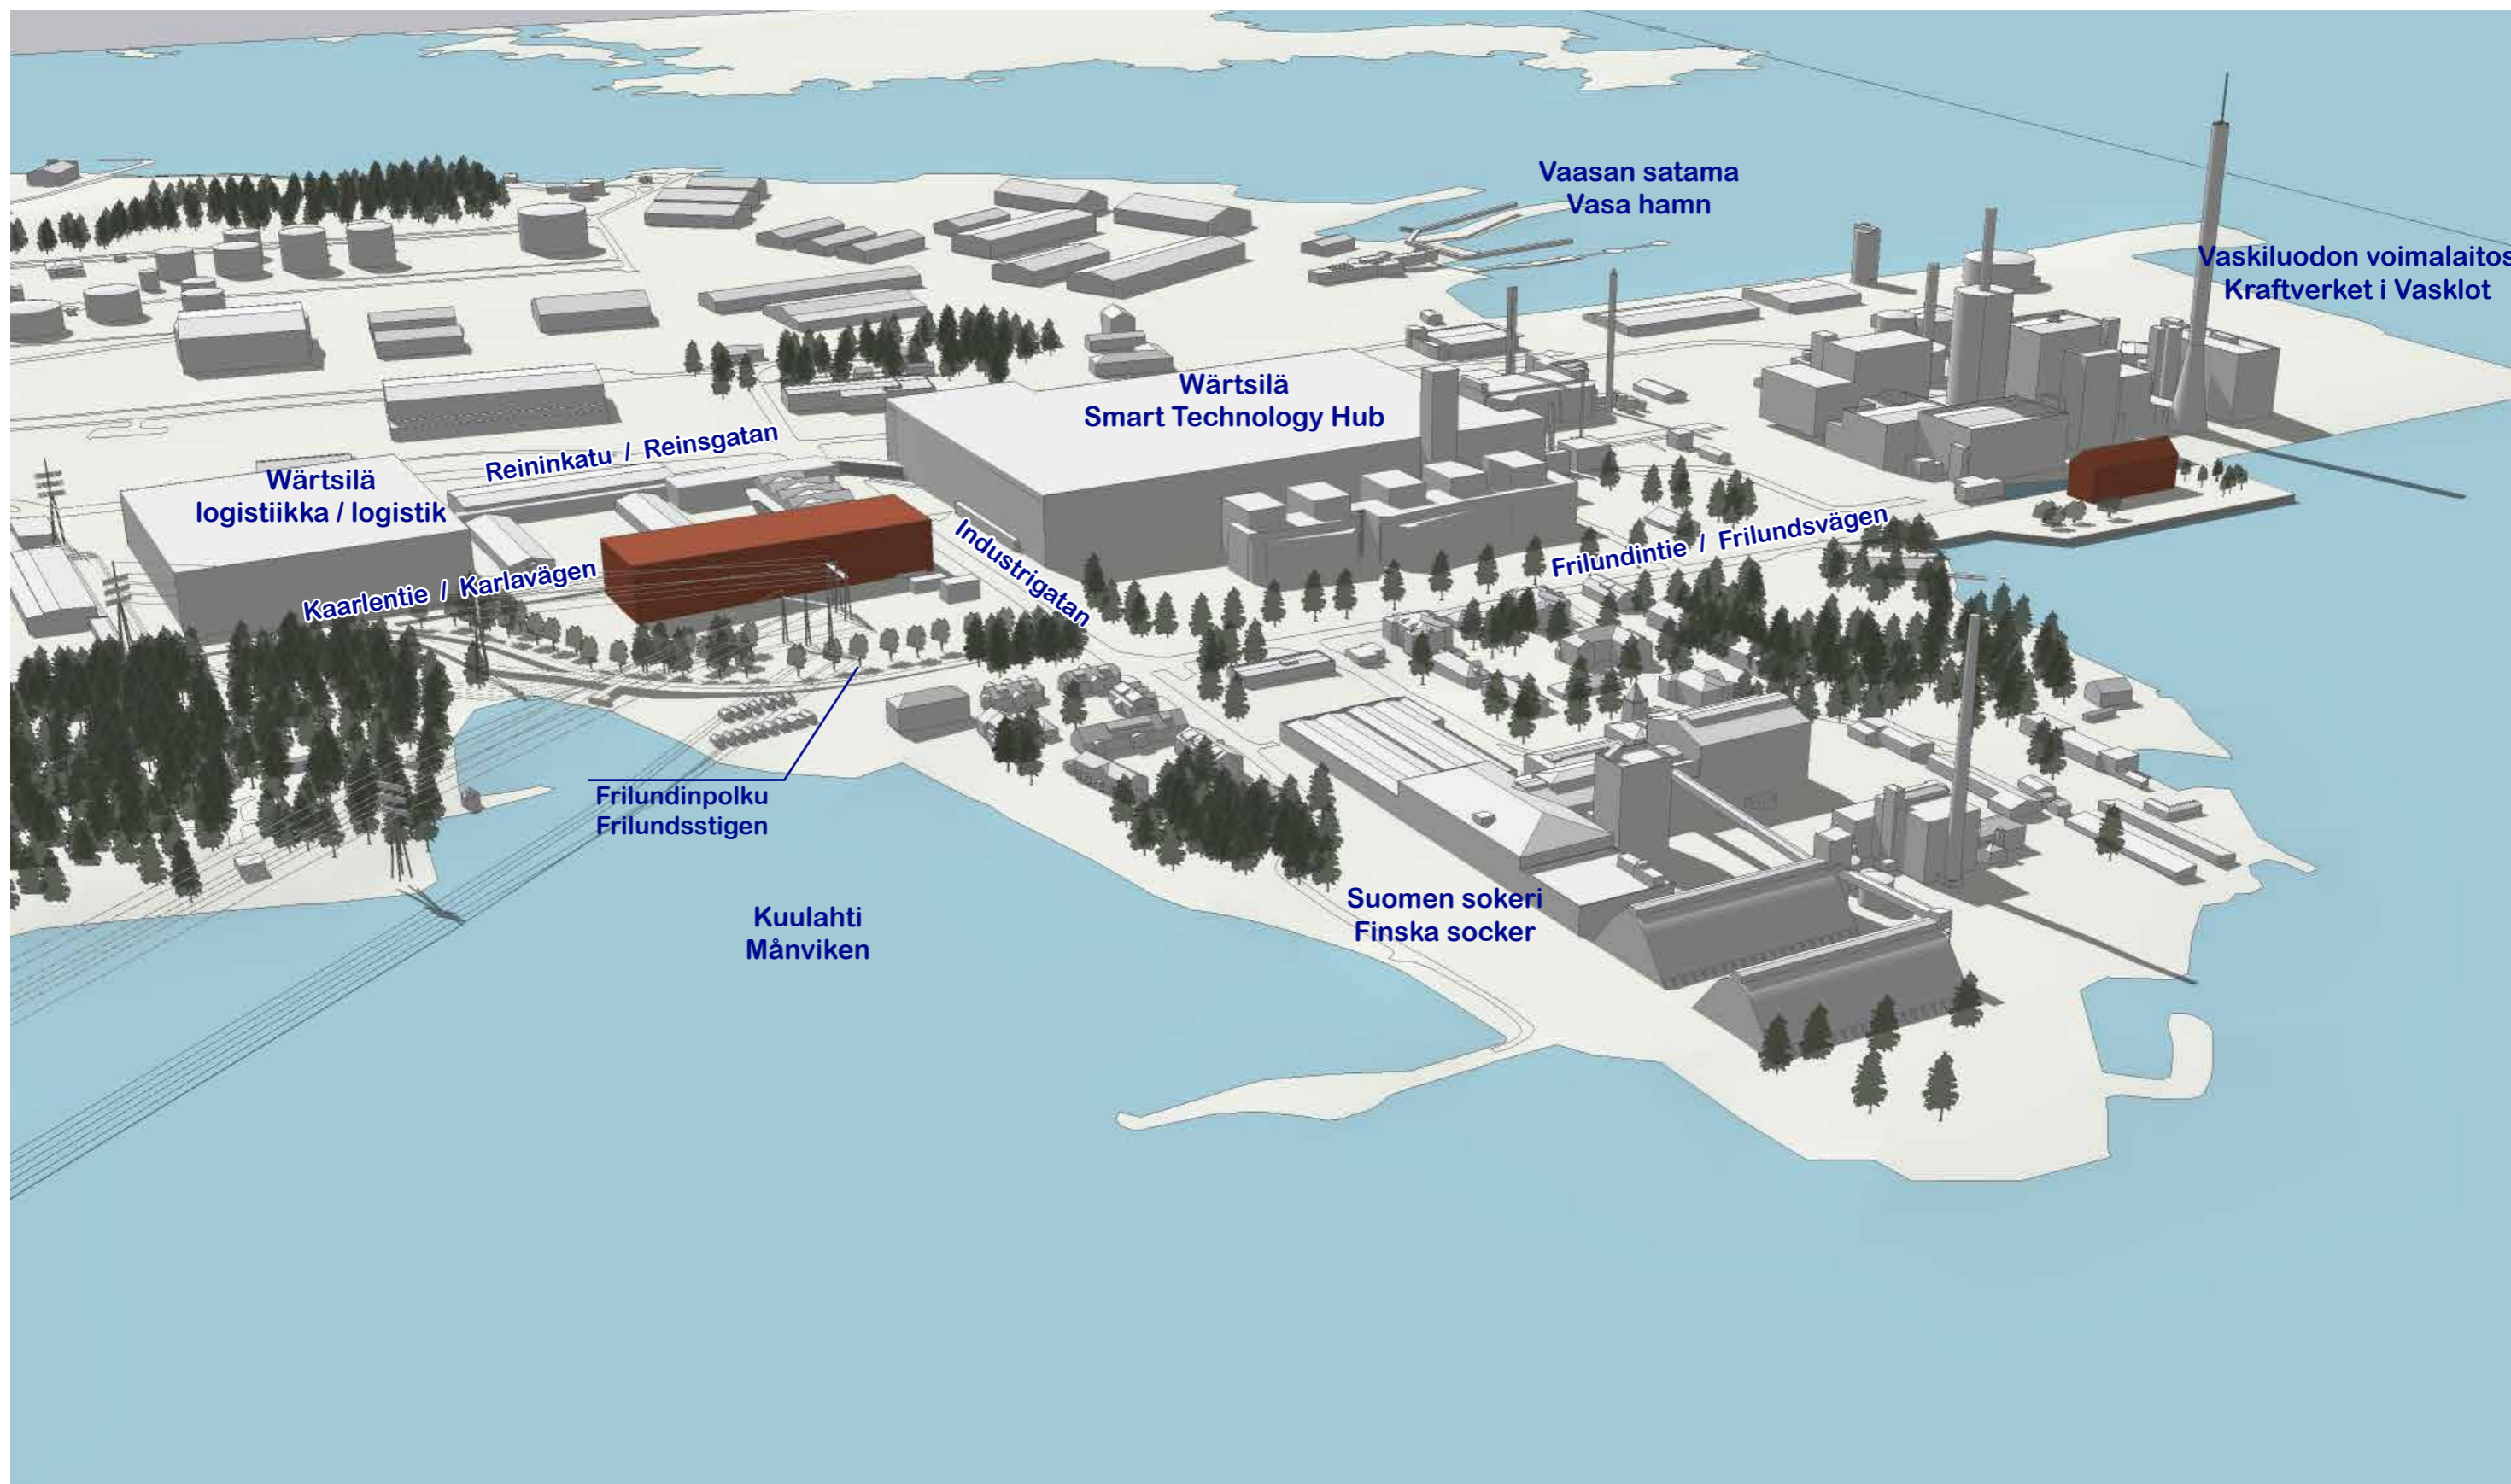 Vaasan satama
Vasa hamn
Vaskiluodon voimalaitos
Kraftverket i Vasklot
Wärtsilä
Smart Technology Hub
Reininkatu / Reinsgatan
Wärtsilä
logistiikka / logistik
Kaarlentie / Karlavägen
Industrigatan
Frilundintie / Frilundsvägen
Frilundinpolku
Frilundsstigen
Kuulahti
Månviken
Suomen sokeri
Finska socker